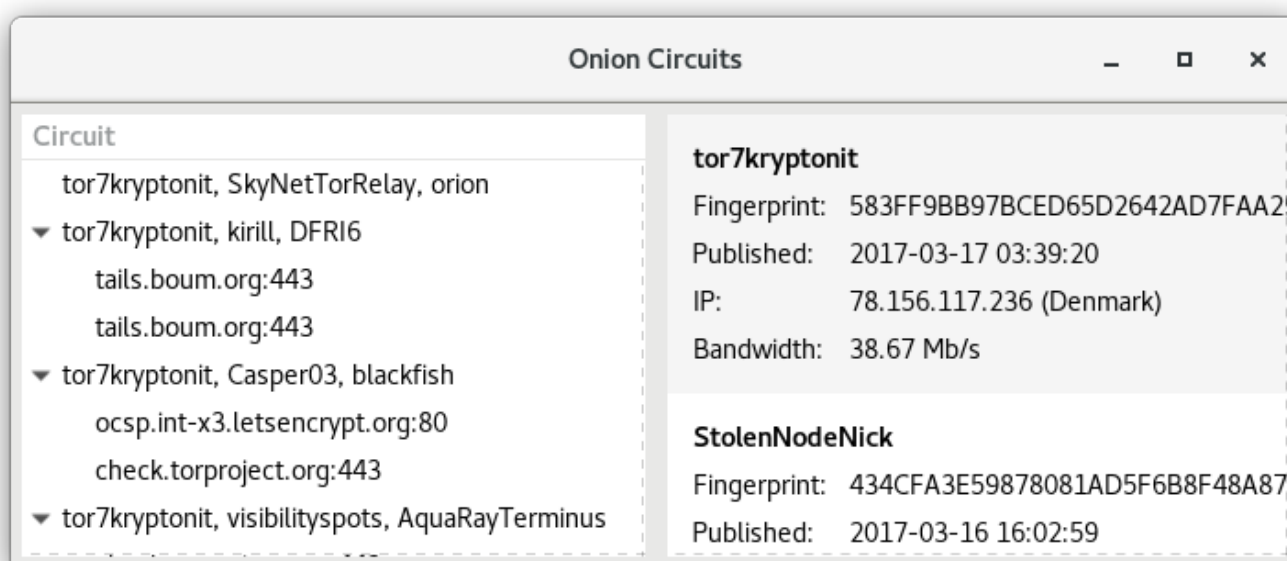 Onion Circuits
Circuit
tor7kryptonit, SkyNetTorRelay, orion
tor7kryptonit, kirill, DFRI6
tails.boum.org:443
tails.boum.org:443
tor7kryptonit, Casper03, blackfish
ocsp.int-x3.letsencrypt.org:80
check.torproject.org:443
tor7kryptonit, visibilityspots, AquaRayTerminus
tor7kryptonit
Fingerprint: 583FF9BB97BCED65D2642AD7FAA2
Published: 2017-03-17 03:39:20
IP: 78.156.117.236 (Denmark)
Bandwidth: 38.67 Mb/s
StolenNodeNick
Fingerprint: 434CFA3E59878081AD5F6B8F48A87
Published: 2017-03-16 16:02:59